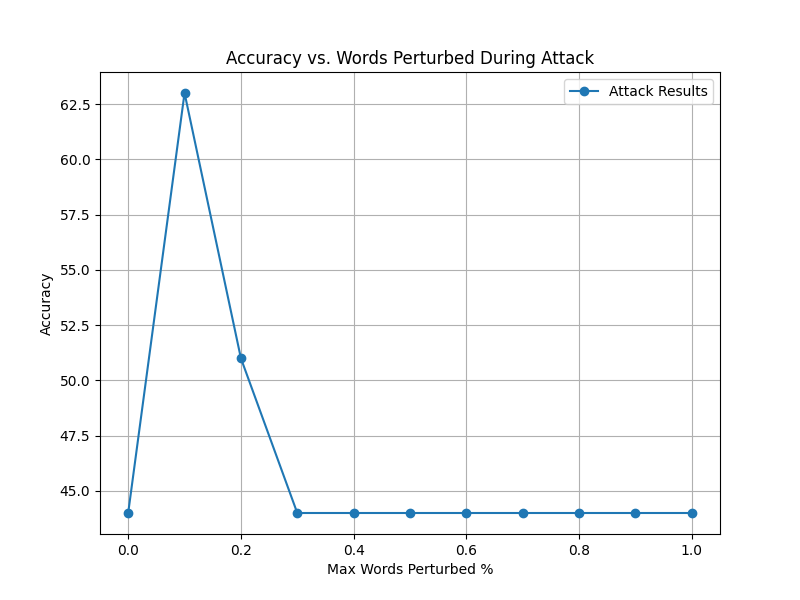 Accuracy vs. Words Perturbed During Attack
Attack Results
62.5
60.0
57.5
55.0
52.5
50.0
47.5
45.0
Accuracy
0.0 0.2 0.4 0.6 0.8 1.0
Max Words Perturbed %